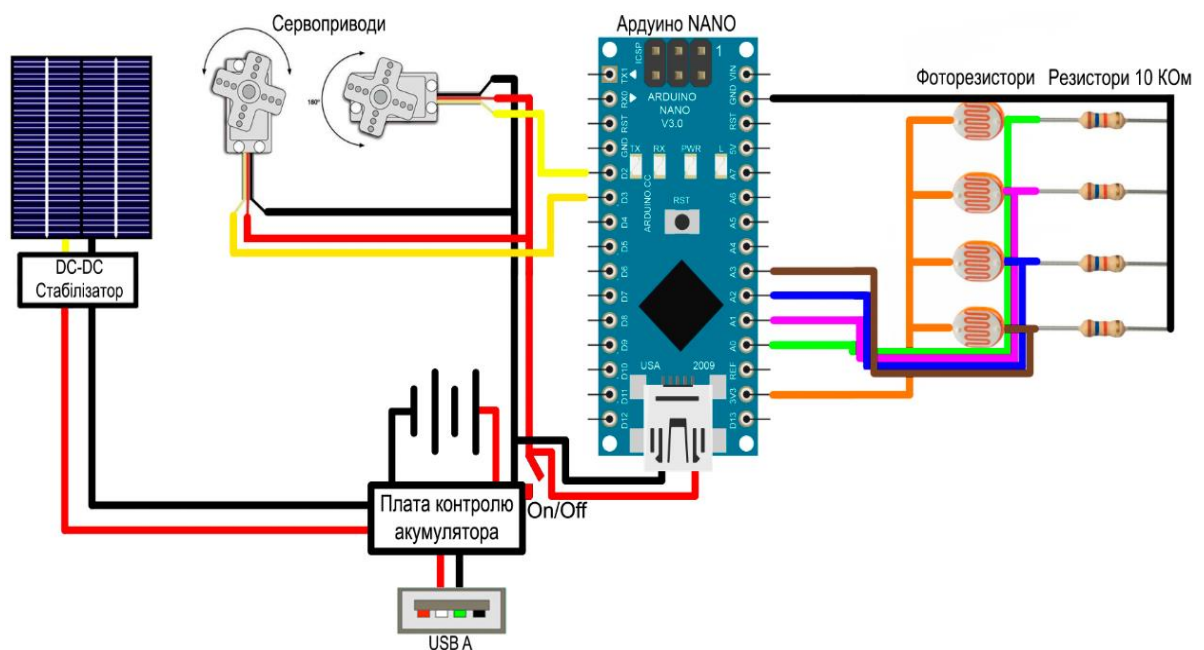 Сервоприводи
Ардуино NANO
Фоторезистори Резистори 10 КОм
180°
DC-DC
Стабілізатор
Плата контролю
акумулятора
On/Off
USB A
ICSP
1
ARDUINO
NANO
V3.0
TX RX PWR L
ARDUINO.CC
RST
USA 2009
TX1
RX0
RST
GND
D2
D3
D4
D5
D6
D7
D8
D9
D10
D11
D12
VIN
GND
RST
5V
A7
A6
A5
A4
A3
A2
A1
A0
REF
3V3
D13